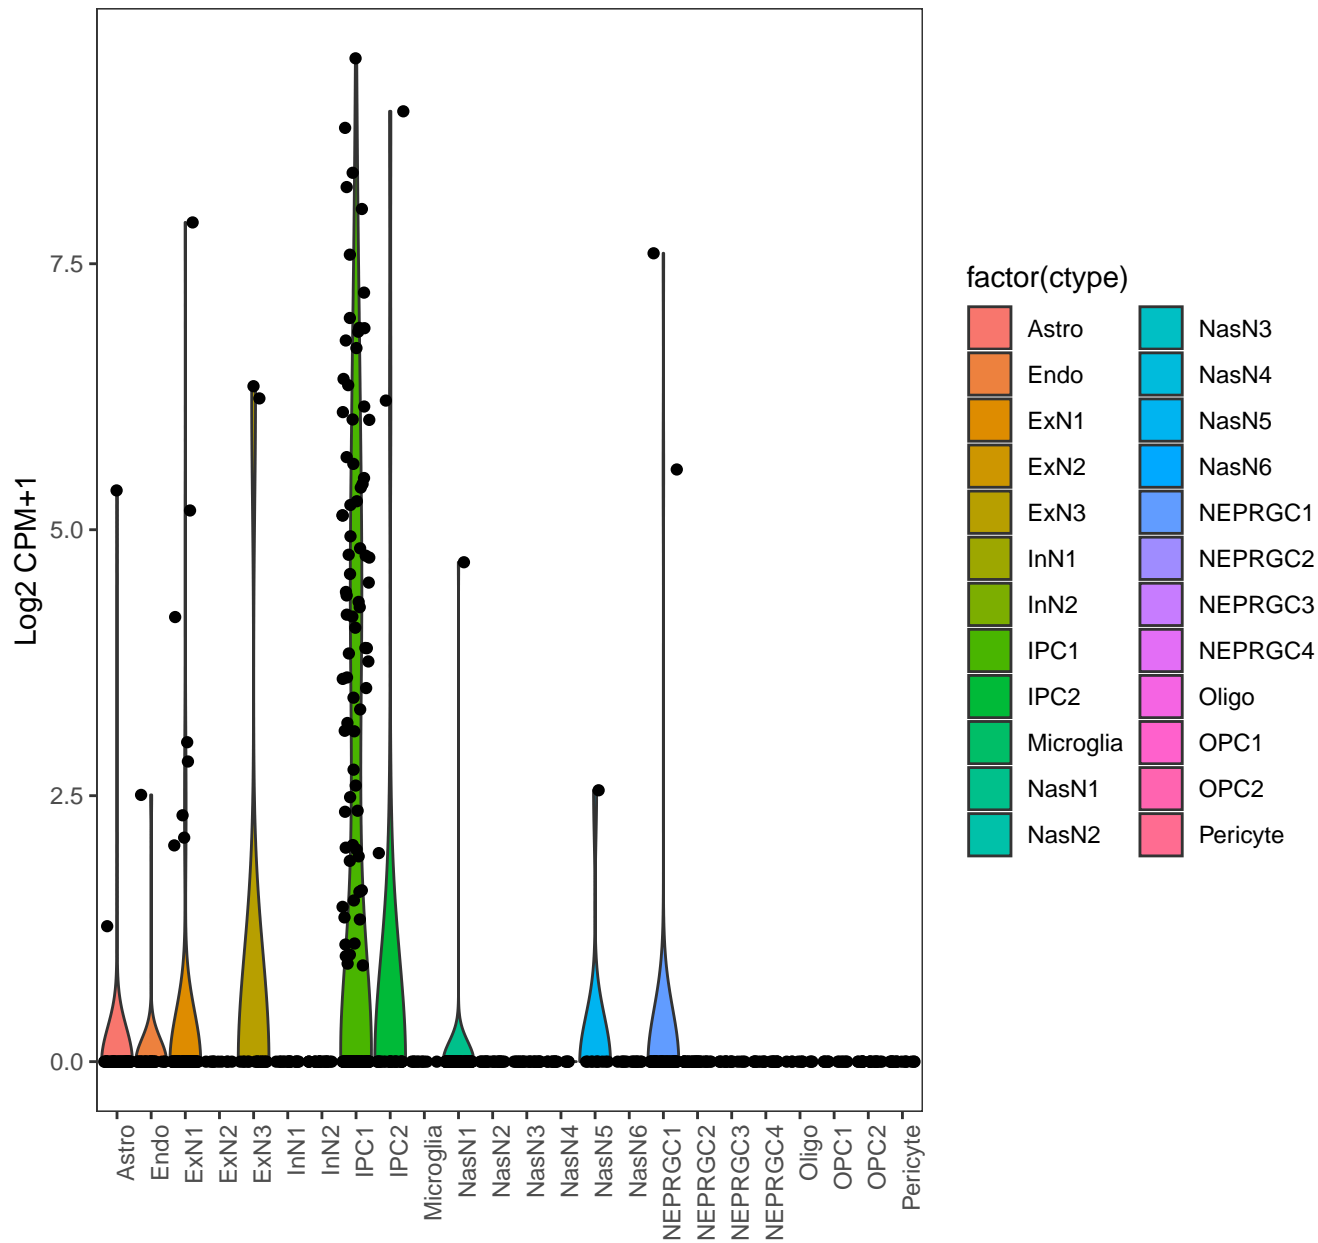 Log2 CPM+1
7.5
5.0
2.5
0.0
Astro
Endo
ExN1
ExN2
ExN3
InN1
InN2
IPC1
IPC2
Microglia
NasN1
NasN2
NasN3
NasN4
NasN5
NasN6
NEPRGC1
NEPRGC2
NEPRGC3
NEPRGC4
Oligo
OPC1
OPC2
Pericyte
factor(ctype)
Astro
Endo
ExN1
ExN2
ExN3
InN1
InN2
IPC1
IPC2
Microglia
NasN1
NasN2
NasN3
NasN4
NasN5
NasN6
NEPRGC1
NEPRGC2
NEPRGC3
NEPRGC4
Oligo
OPC1
OPC2
Pericyte